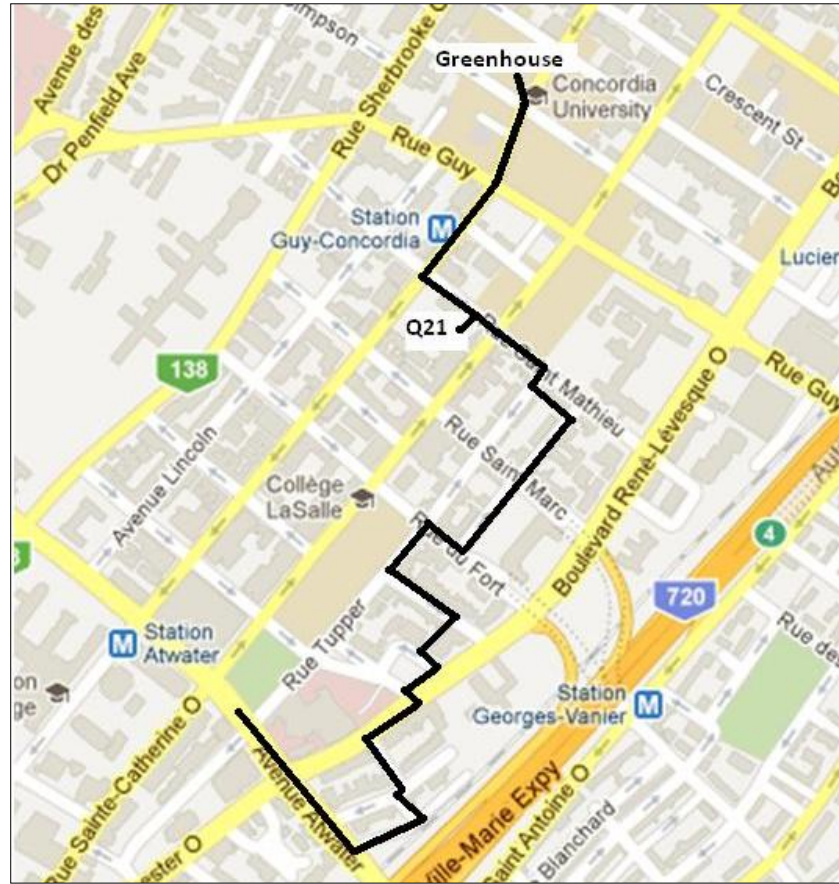 Simpson
Avenue des
Dr Penfield Ave
Rue Sherbrooke O
Greenhouse
Concordia
University
Crescent St
Rue Guy
Station
Guy-Concordia
M
Lucien
Q21
Rue Saint Mathieu
138
Rue Guy
Boulevard René-Lévesque O
Avenue Lincoln
Rue Saint Marc
Collège
LaSalle
Rue du Fort
4
720
Rue Tupper
M
Station
Atwater
Rue des
Station
Georges-Vanier
M
Rue Sainte-Catherine O
Avenue Atwater
Ville-Marie Expy
Saint Antoine O
Blanchard